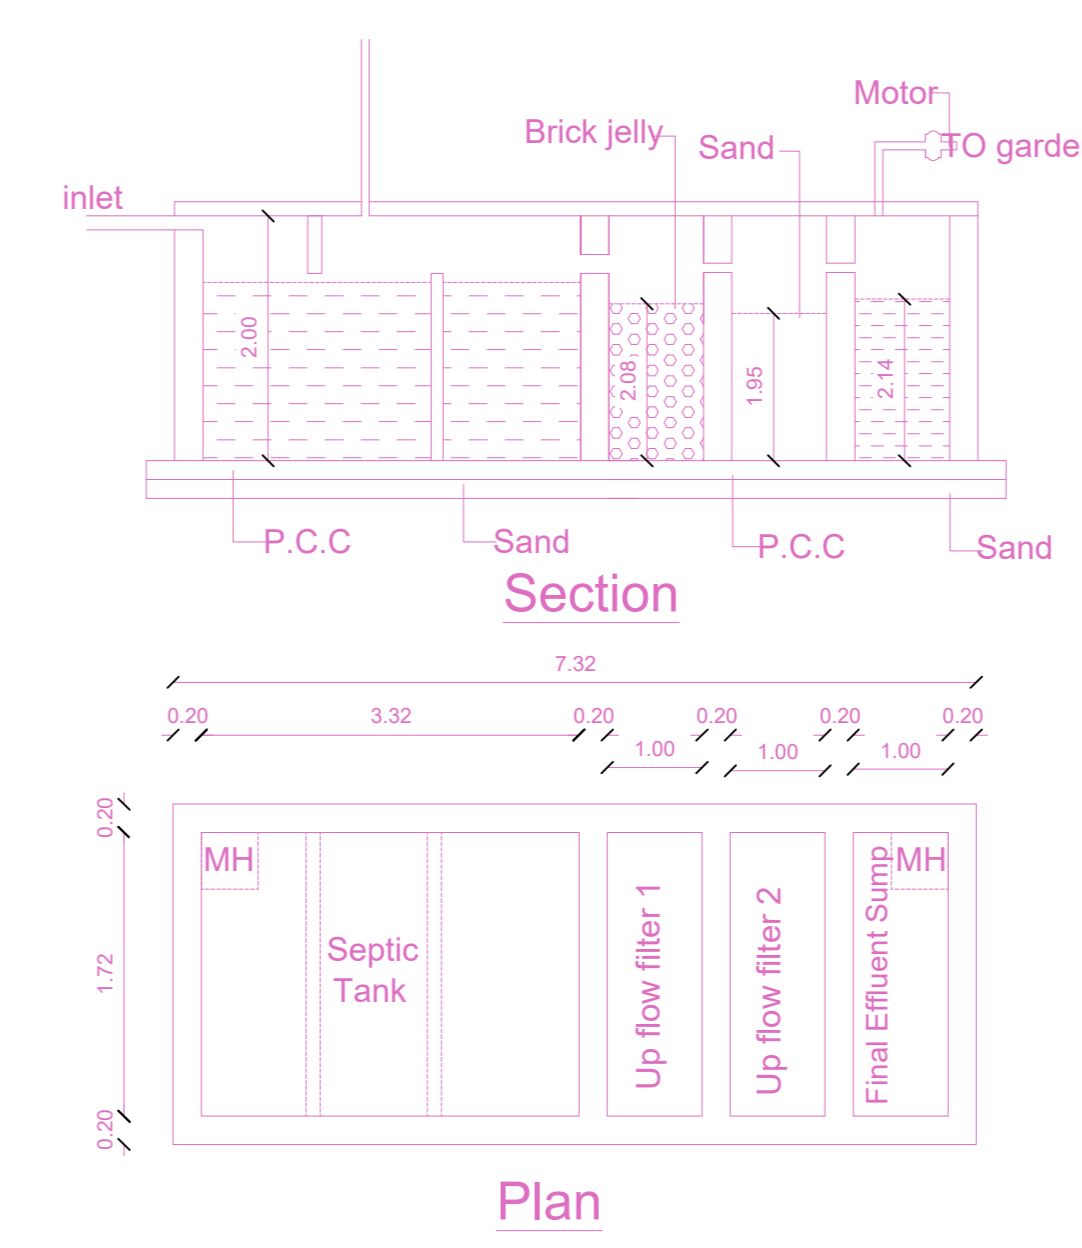 Motor
Brick jelly
Sand
TO garde
inlet
2.00
2.08
1.95
2.14
P.C.C
Sand
P.C.C
Sand
Section
7.32
0.20
3.32
0.20
0.20
0.20
0.20
1.00
1.00
1.00
0.20
1.72
0.20
MH
Septic
Tank
Up flow filter 1
Up flow filter 2
Final Effluent Sump
MH
Plan